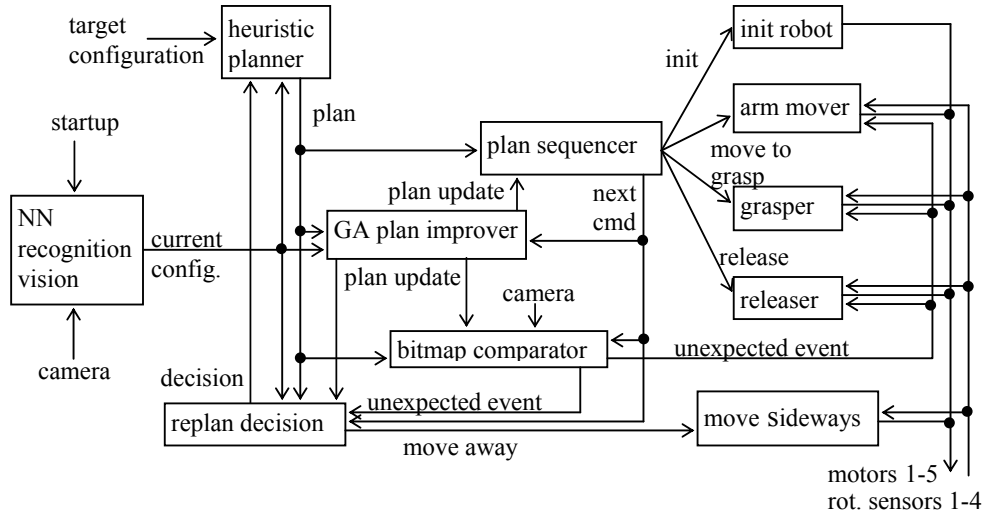 target
configuration
heuristic
planner
init robot
init
plan
arm mover
startup
plan sequencer
move to
grasp
plan update
next
cmd
grasper
NN
recognition
vision
current
config.
GA plan improver
release
plan update
camera
releaser
bitmap comparator
unexpected event
camera
decision
unexpected event
replan decision
move sideways
move away
motors 1-5
rot. sensors 1-4